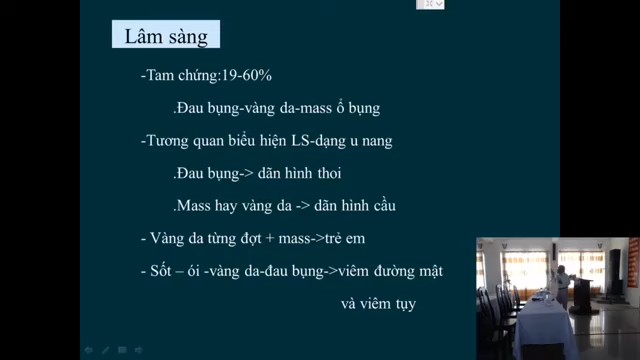 Lâm sàng
-Tam chứng:19-60%
.Đau bụng-vàng da-mass ổ bụng
-Tương quan biểu hiện LS-dạng u nang
.Đau bụng-> dãn hình thoi
.Mass hay vàng da -> dãn hình cầu
- Vàng da từng đợt + mass->trẻ em
- Sốt – ói -vàng da-đau bụng->viêm đường mật
và viêm tụy